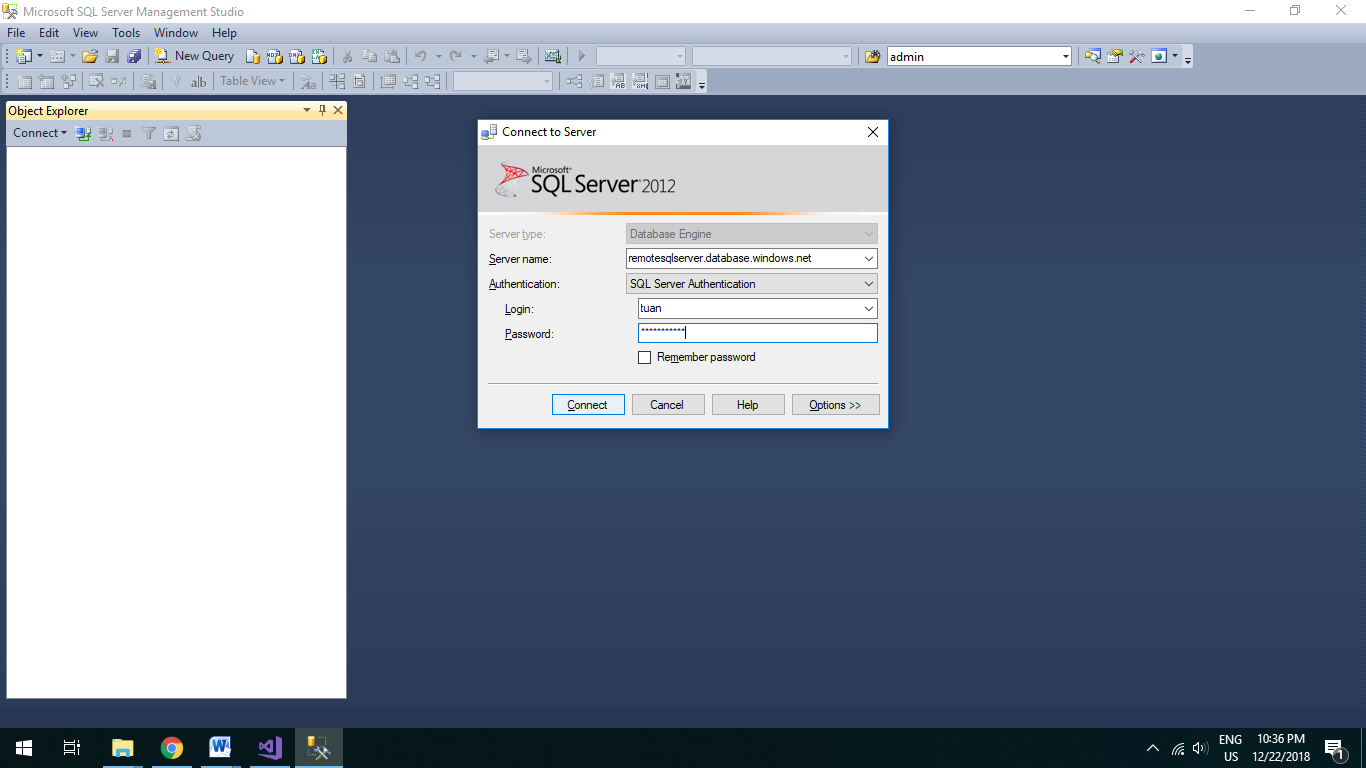 Microsoft SQL Server Management Studio
File Edit View Tools Window Help
New Query admin
Table View
Object Explorer
Connect
Connect to Server
Microsoft®
SQL Server 2012
Server type: Database Engine
Server name: remotesqlserver.database.windows.net
Authentication: SQL Server Authentication
Login: tuan
Password: ***********
Remember password
Connect Cancel Help Options >>
ENG 10:36 PM
US 12/22/2018 1